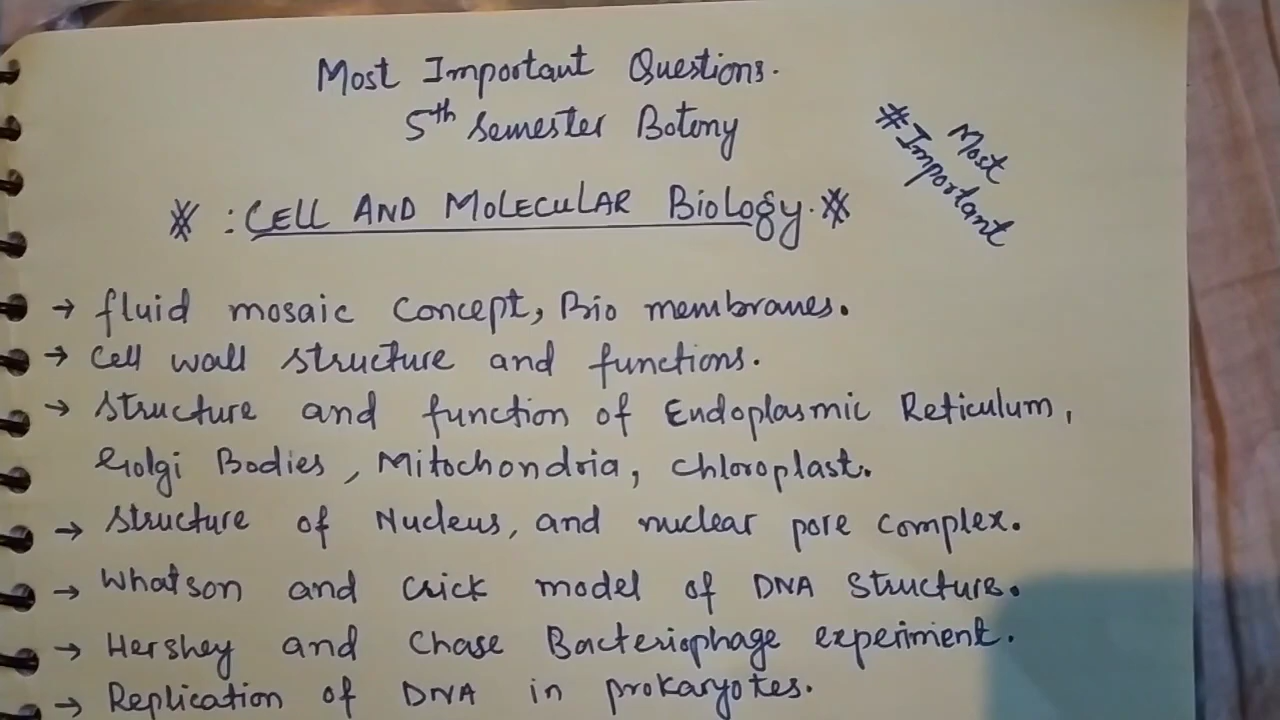 Most Important Questions.
5th Semester Botony
* : CELL AND MOLECULAR BIOLOGY. *
# Most
Important
→ fluid mosaic concept, Bio membranes.
→ Cell wall structure and functions.
→ Structure and function of Endoplasmic Reticulum,
Golgi Bodies, Mitochondria, Chloroplast.
→ Structure of Nucleus, and nuclear pore complex.
→ Whatson and Crick model of DNA Structure.
→ Hershey and Chase Bacteriophage experiment.
→ Replication of DNA in prokaryotes.